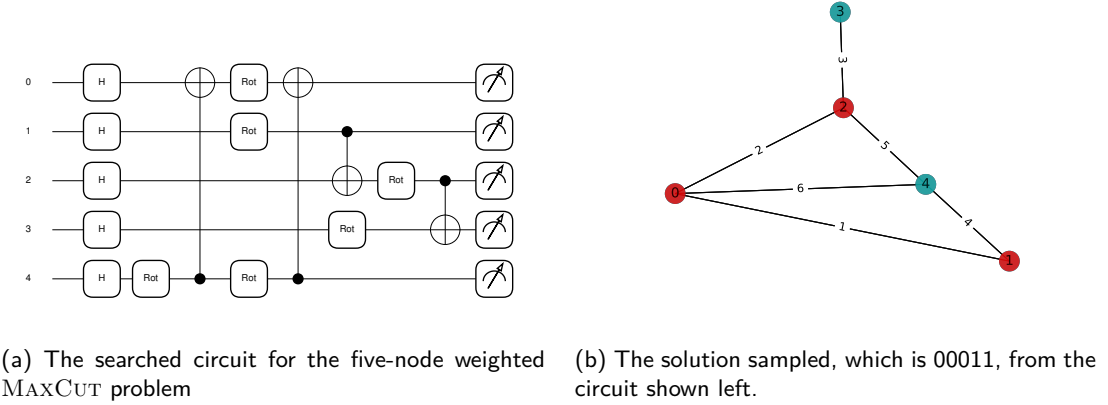 0 H Rot
1 H Rot
2 H Rot
3 H Rot
4 H Rot Rot
3
3
2
2
5
4
0
6
4
1
1
(a) The searched circuit for the five-node weighted
MAXCUT problem
(b) The solution sampled, which is 00011, from the
circuit shown left.